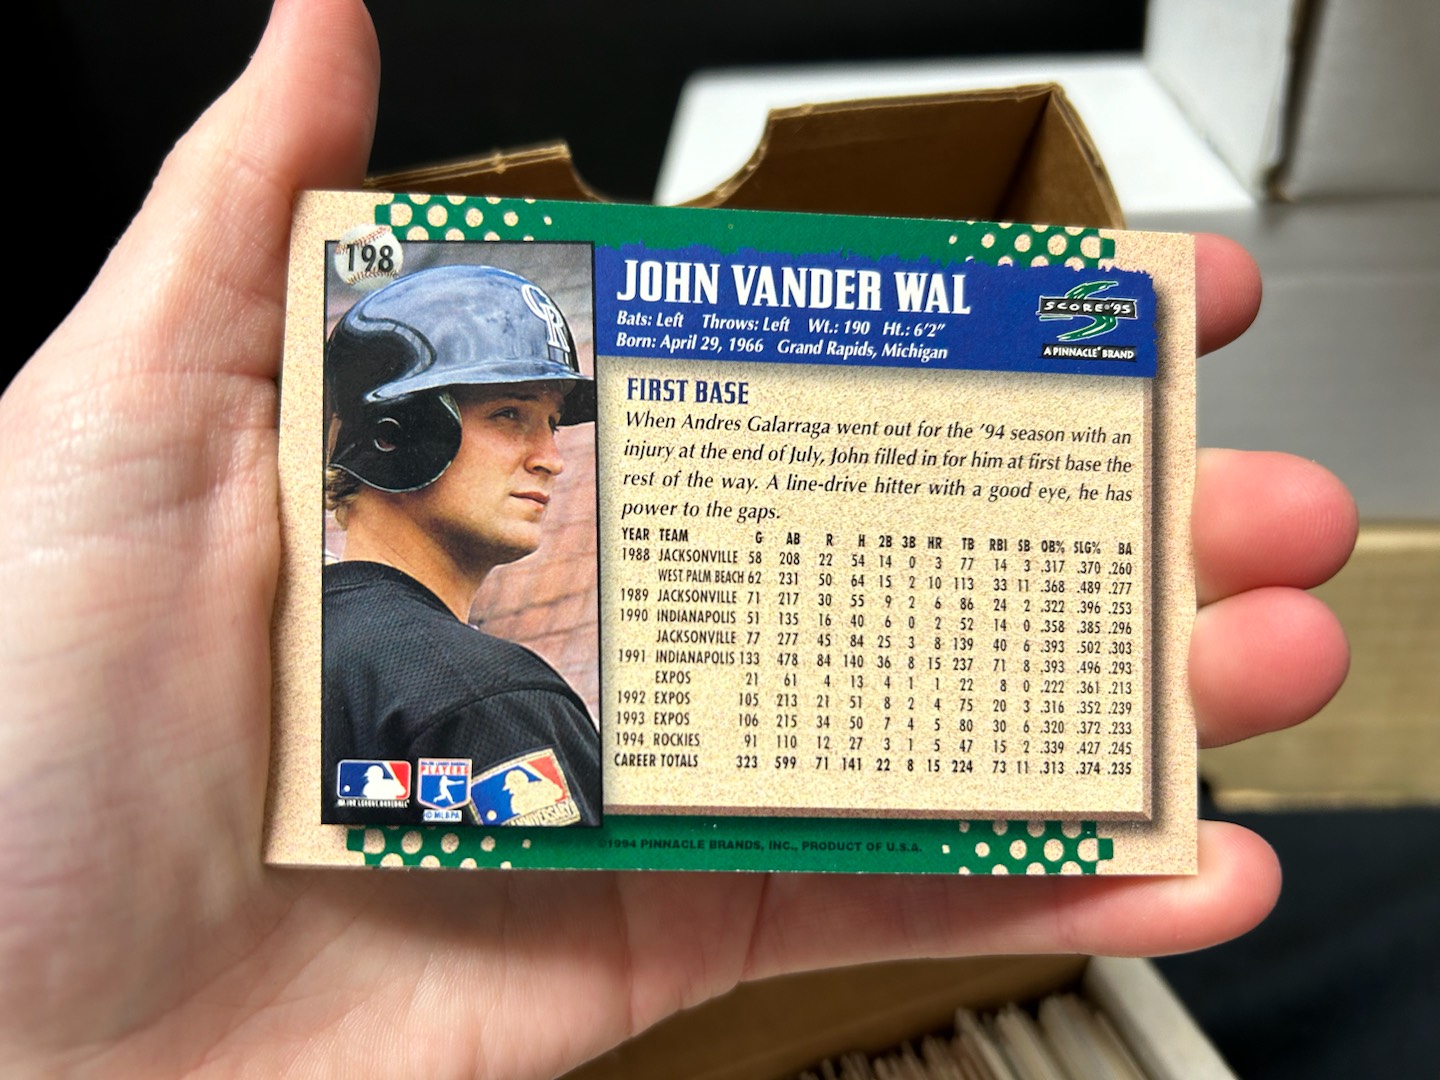 198
JOHN VANDER WAL
Bats: Left Throws: Left Wt.: 190 Ht.: 6'2"
Born: April 29, 1966 Grand Rapids, Michigan
SCORE®'95
A PINNACLE® BRAND
FIRST BASE
When Andres Galarraga went out for the '94 season with an
injury at the end of July, John filled in for him at first base the
rest of the way. A line-drive hitter with a good eye, he has
power to the gaps.
YEAR TEAM G AB R H 2B 3B HR TB RBI SB OB% SLG% BA
1988 JACKSONVILLE 58 208 22 54 14 0 3 77 14 3 .317 .370 .260
WEST PALM BEACH 62 231 50 64 15 2 10 113 33 11 .368 .489 .277
1989 JACKSONVILLE 71 217 30 55 9 2 6 86 24 2 .322 .396 .253
1990 INDIANAPOLIS 51 135 16 40 6 0 2 52 14 0 .358 .385 .296
JACKSONVILLE 77 277 45 84 25 3 8 139 40 6 .393 .502 .303
1991 INDIANAPOLIS 133 478 84 140 36 8 15 237 71 8 .393 .496 .293
EXPOS 21 61 4 13 4 1 1 22 8 0 .222 .361 .213
1992 EXPOS 105 213 21 51 8 2 4 75 20 3 .316 .352 .239
1993 EXPOS 106 215 34 50 7 4 5 80 30 6 .320 .372 .233
1994 ROCKIES 91 110 12 27 3 1 5 47 15 2 .339 .427 .245
CAREER TOTALS 323 599 71 141 22 8 15 224 73 11 .313 .374 .235
CR
MAJOR LEAGUE BASEBALL
PLAYERS
©MLBPA
ANNIVERSARY
©1994 PINNACLE BRANDS, INC., PRODUCT OF U.S.A.